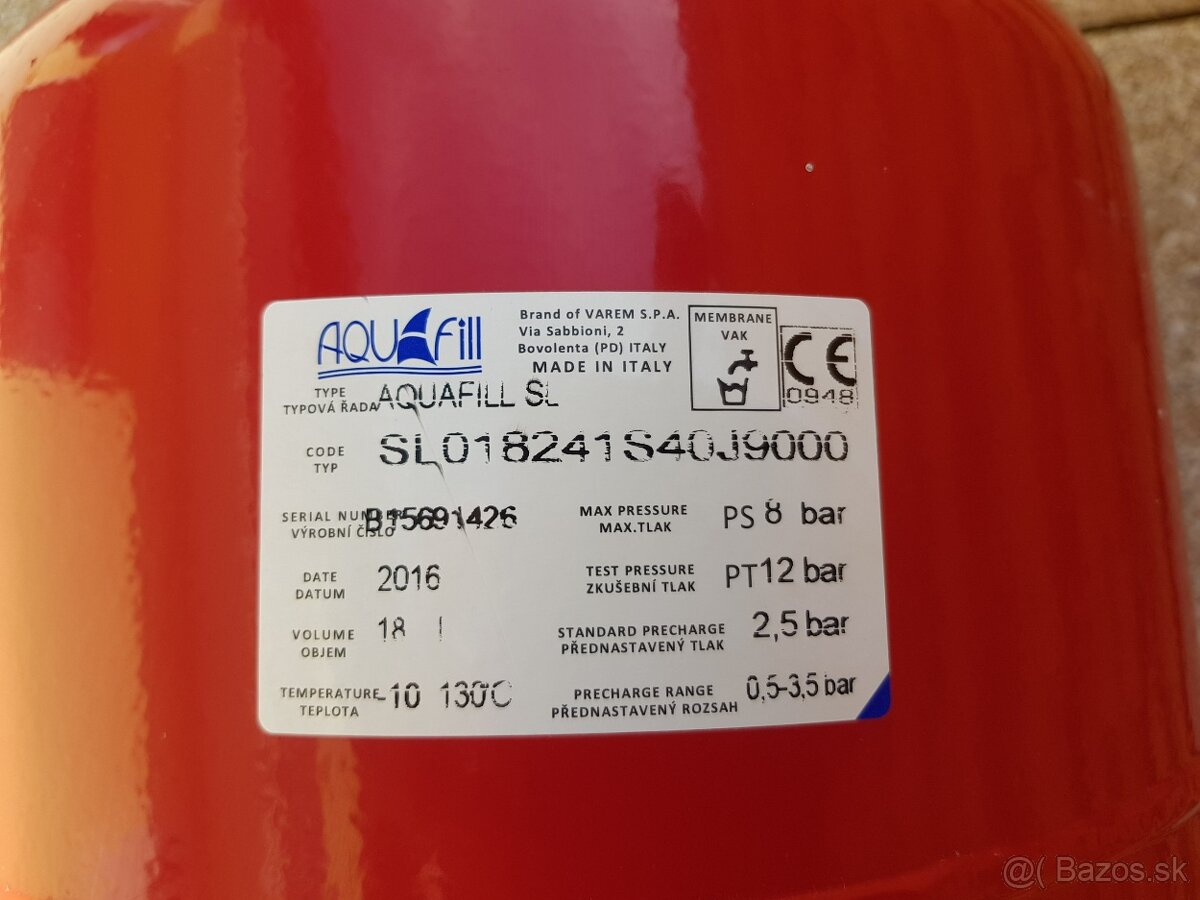 AQUAFill
Brand of VAREM S.P.A.
Via Sabbioni, 2
Bovolenta (PD) ITALY
MADE IN ITALY
MEMBRANE
VAK
CE
0948
TYPE
TYPOVÁ ŘADA
AQUAFILL SL
CODE
TYP
SL018241S40J9000
SERIAL NUMBER
VÝROBNÍ ČÍSLO
B15691426
MAX PRESSURE
MAX.TLAK
PS 8 bar
DATE
DATUM
2016
TEST PRESSURE
ZKUŠEBNÍ TLAK
PT 12 bar
VOLUME
OBJEM
18 l
STANDARD PRECHARGE
PŘEDNASTAVENÝ TLAK
2,5 bar
TEMPERATURE
TEPLOTA
-10 130°C
PRECHARGE RANGE
PŘEDNASTAVENÝ ROZSAH
0,5-3,5 bar
@( Bazos.sk